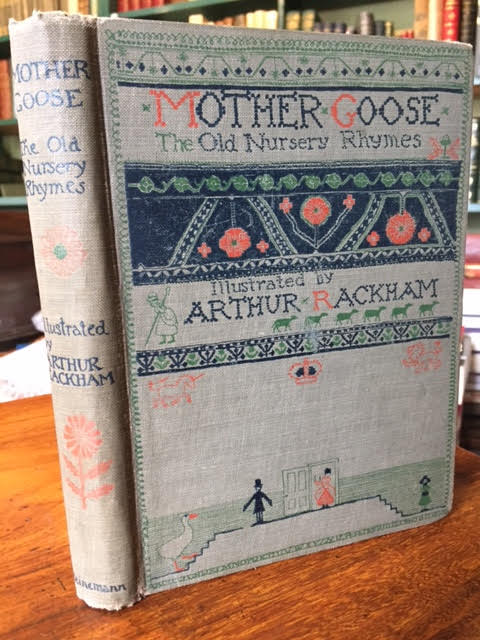 MOTHER
GOOSE
The Old
Nursery
Rhymes
Illustrated
by
ARTHUR
RACKHAM
MOTHER GOOSE
The Old Nursery Rhymes
Illustrated by
ARTHUR RACKHAM